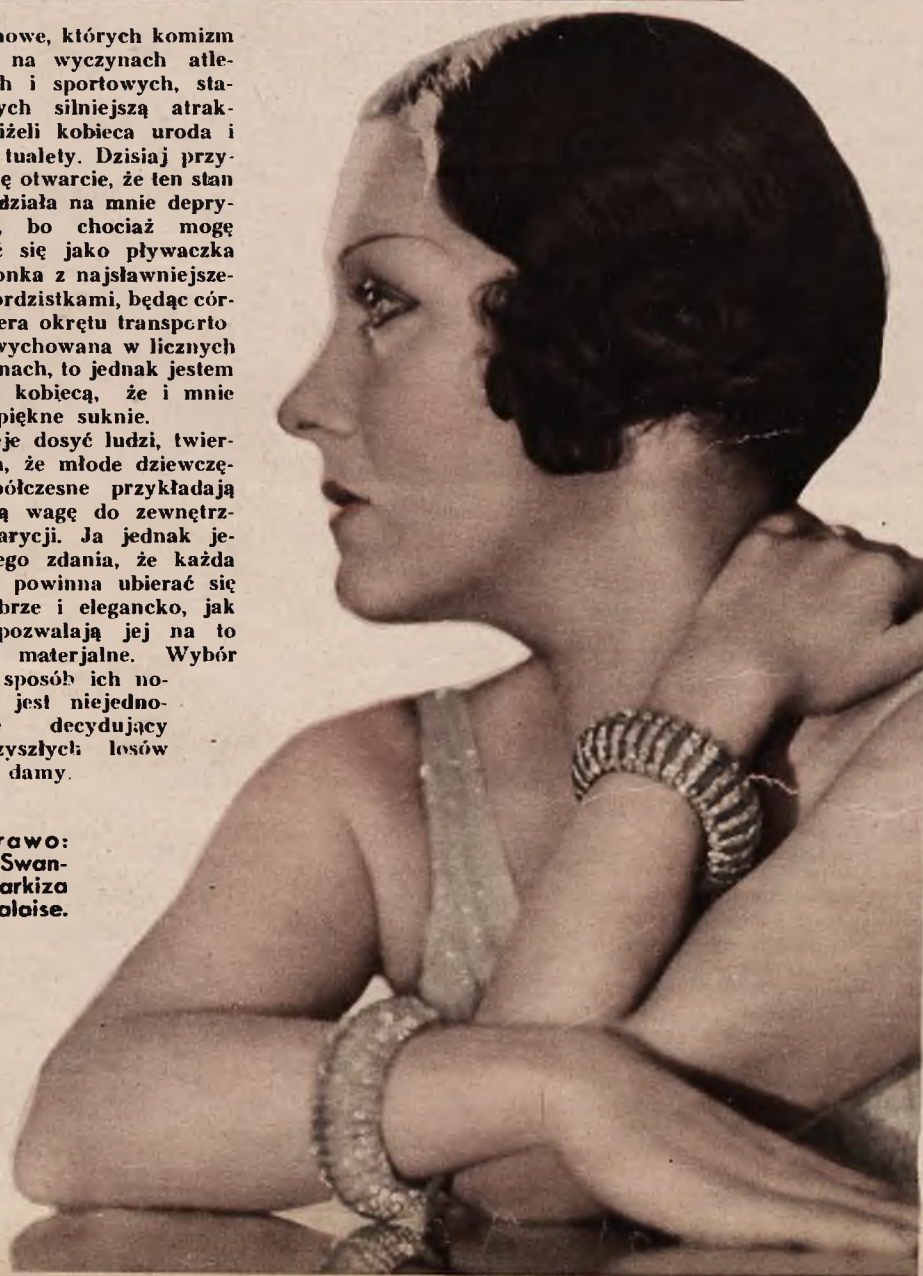 nowe, których komizm
na wyczynach atle-
h i sportowych, sta-
ych silniejszą atrak-
iżeli kobieca uroda i
tualety. Dzisiaj przy-
ę otwarcie, że ten stan
działa na mnie depry-
, bo chociaż mogę
ć się jako pływaczka
onka z najsławniejsze-
ordzistkami, będąc cór-
era okrętu transporto
wychowana w licznych
nach, to jednak jestem
kobiecą, że i mnie
piękne suknie.
eje dosyć ludzi, twier-
n, że młode dziewczę-
półczesne przykładają
ą wagę do zewnętrz-
arycji. Ja jednak je-
ego zdania, że każda
powinna ubierać się
brze i elegancko, jak
pozwalają jej na to
materjalne. Wybór
sposób ich no-
jest niejedno-
decydujący
zyszłych losów
damy.
rawo:
Swan-
arkiza
alaise.